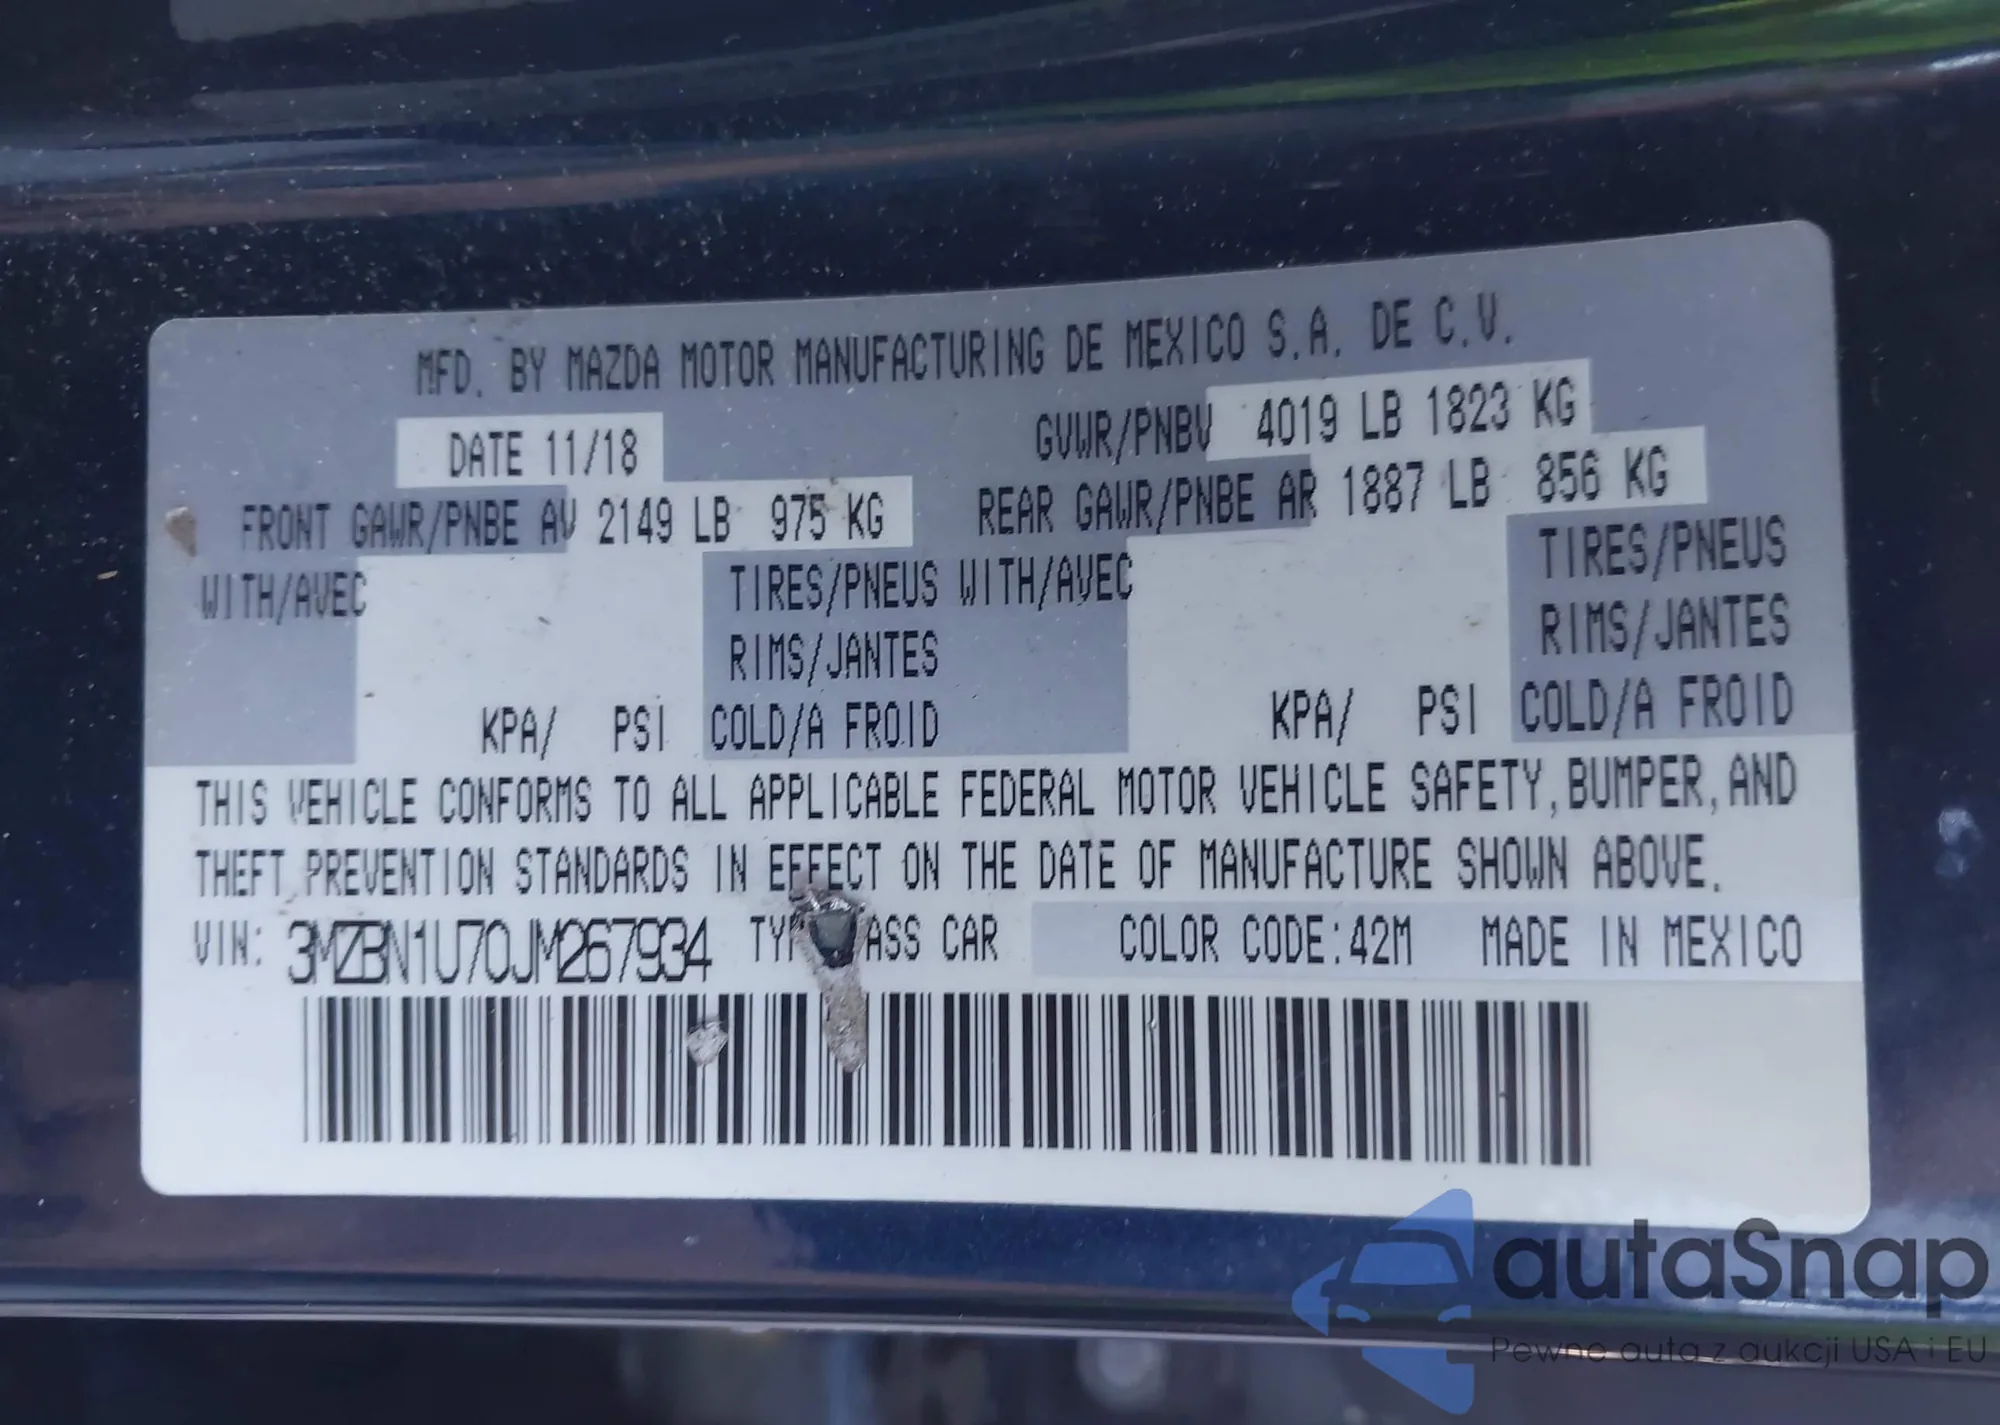 MFD. BY MAZDA MOTOR MANUFACTURING DE MEXICO S.A. DE C.V.
DATE 11/18 GVWR/PNBV 4019 LB 1823 KG
FRONT GAWR/PNBE AV 2149 LB 975 KG REAR GAWR/PNBE AR 1887 LB 856 KG
WITH/AVEC TIRES/PNEUS WITH/AVEC TIRES/PNEUS
RIMS/JANTES RIMS/JANTES
KPA/ PSI COLD/A FROID KPA/ PSI COLD/A FROID
THIS VEHICLE CONFORMS TO ALL APPLICABLE FEDERAL MOTOR VEHICLE SAFETY, BUMPER, AND
THEFT PREVENTION STANDARDS IN EFFECT ON THE DATE OF MANUFACTURE SHOWN ABOVE.
VIN: 3MZBN1U70JM267934 CAR COLOR CODE:42M MADE IN MEXICO
autaSnap
Pewne auta z aukcji USA i EU